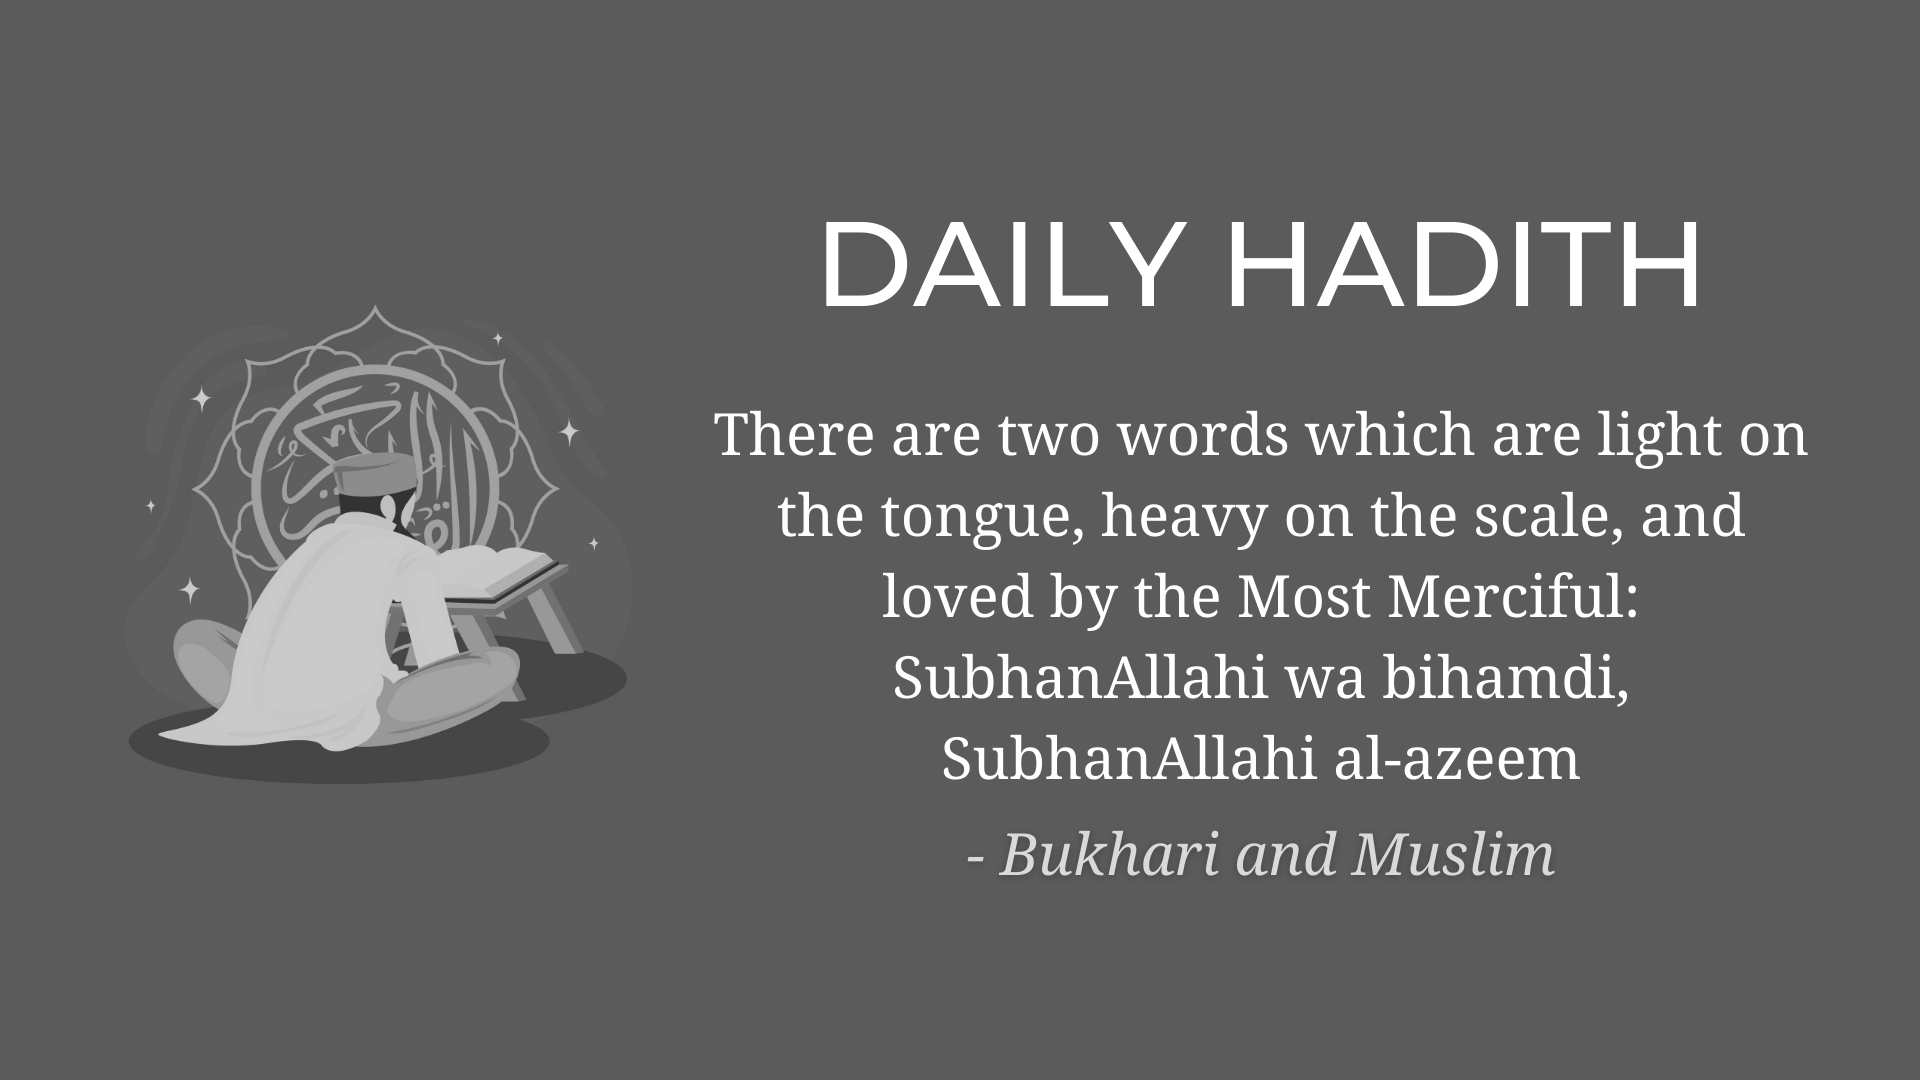 DAILY HADITH
There are two words which are light on
the tongue, heavy on the scale, and
loved by the Most Merciful:
SubhanAllahi wa bihamdi,
SubhanAllahi al-azeem
- Bukhari and Muslim